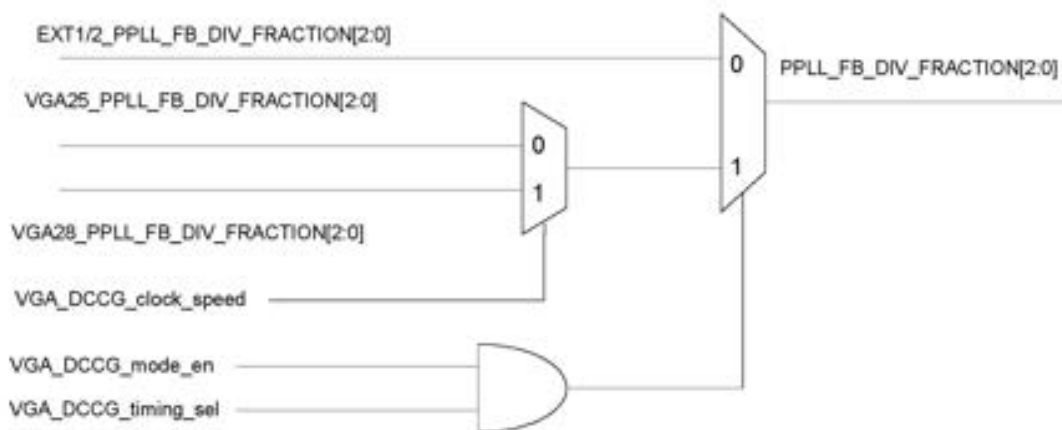 EXT1/2_PPLL_FB_DIV_FRACTION[2:0]
0
PPLL_FB_DIV_FRACTION[2:0]
VGA25_PPLL_FB_DIV_FRACTION[2:0]
0
1
1
VGA28_PPLL_FB_DIV_FRACTION[2:0]
VGA_DCCG_clock_speed
VGA_DCCG_mode_en
VGA_DCCG_timing_sel